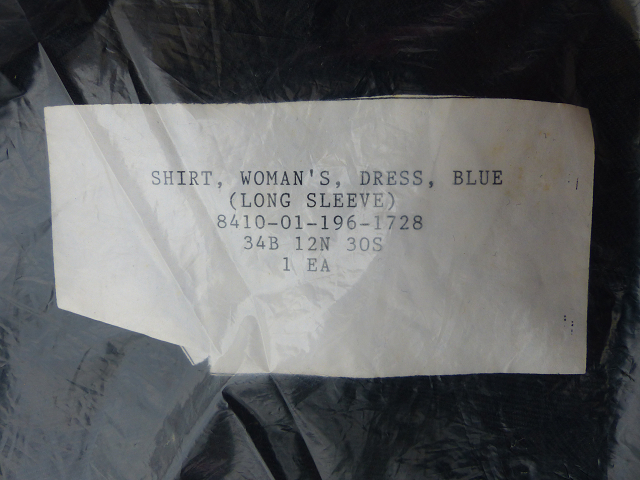 SHIRT, WOMAN'S, DRESS, BLUE
(LONG SLEEVE)
8410-01-196-1728
34B 12N 30S
1 EA